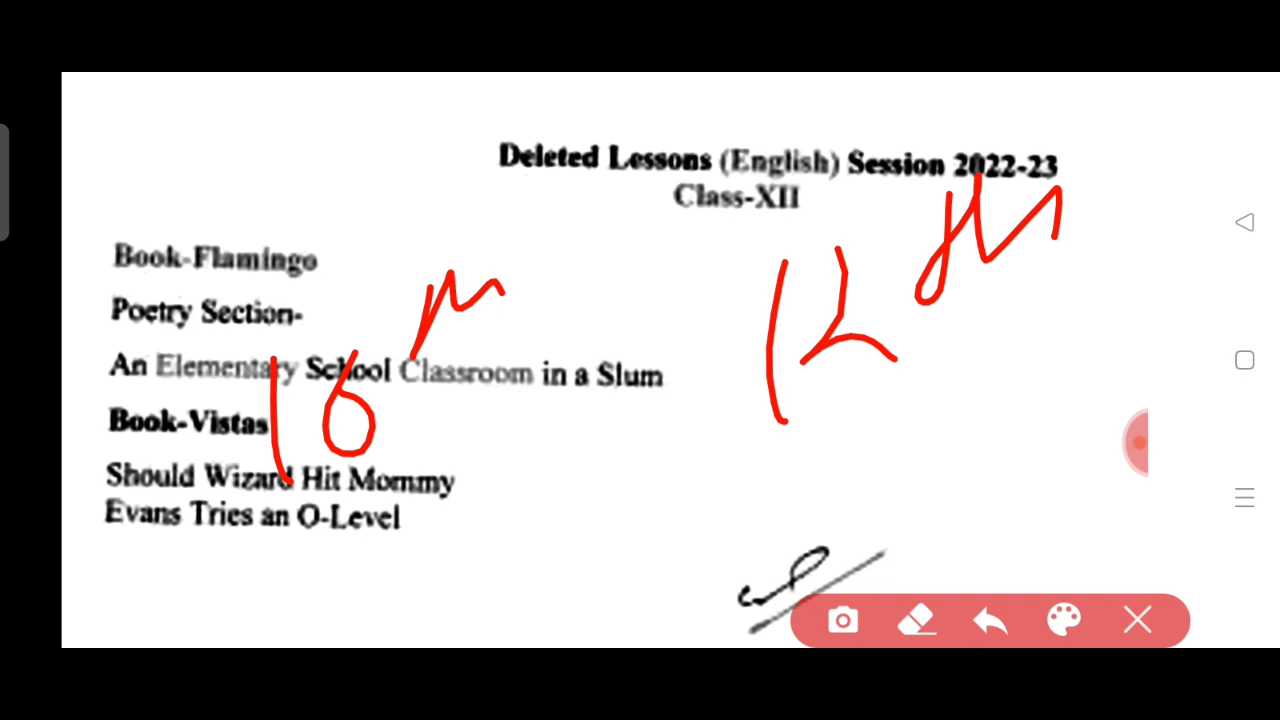 Deleted Lessons (English) Session 2022-23
Class-XII
Book-Flamingo
Poetry Section-
An Elementary School Classroom in a Slum
Book-Vistas
Should Wizard Hit Mommy
Evans Tries an O-Level
12th